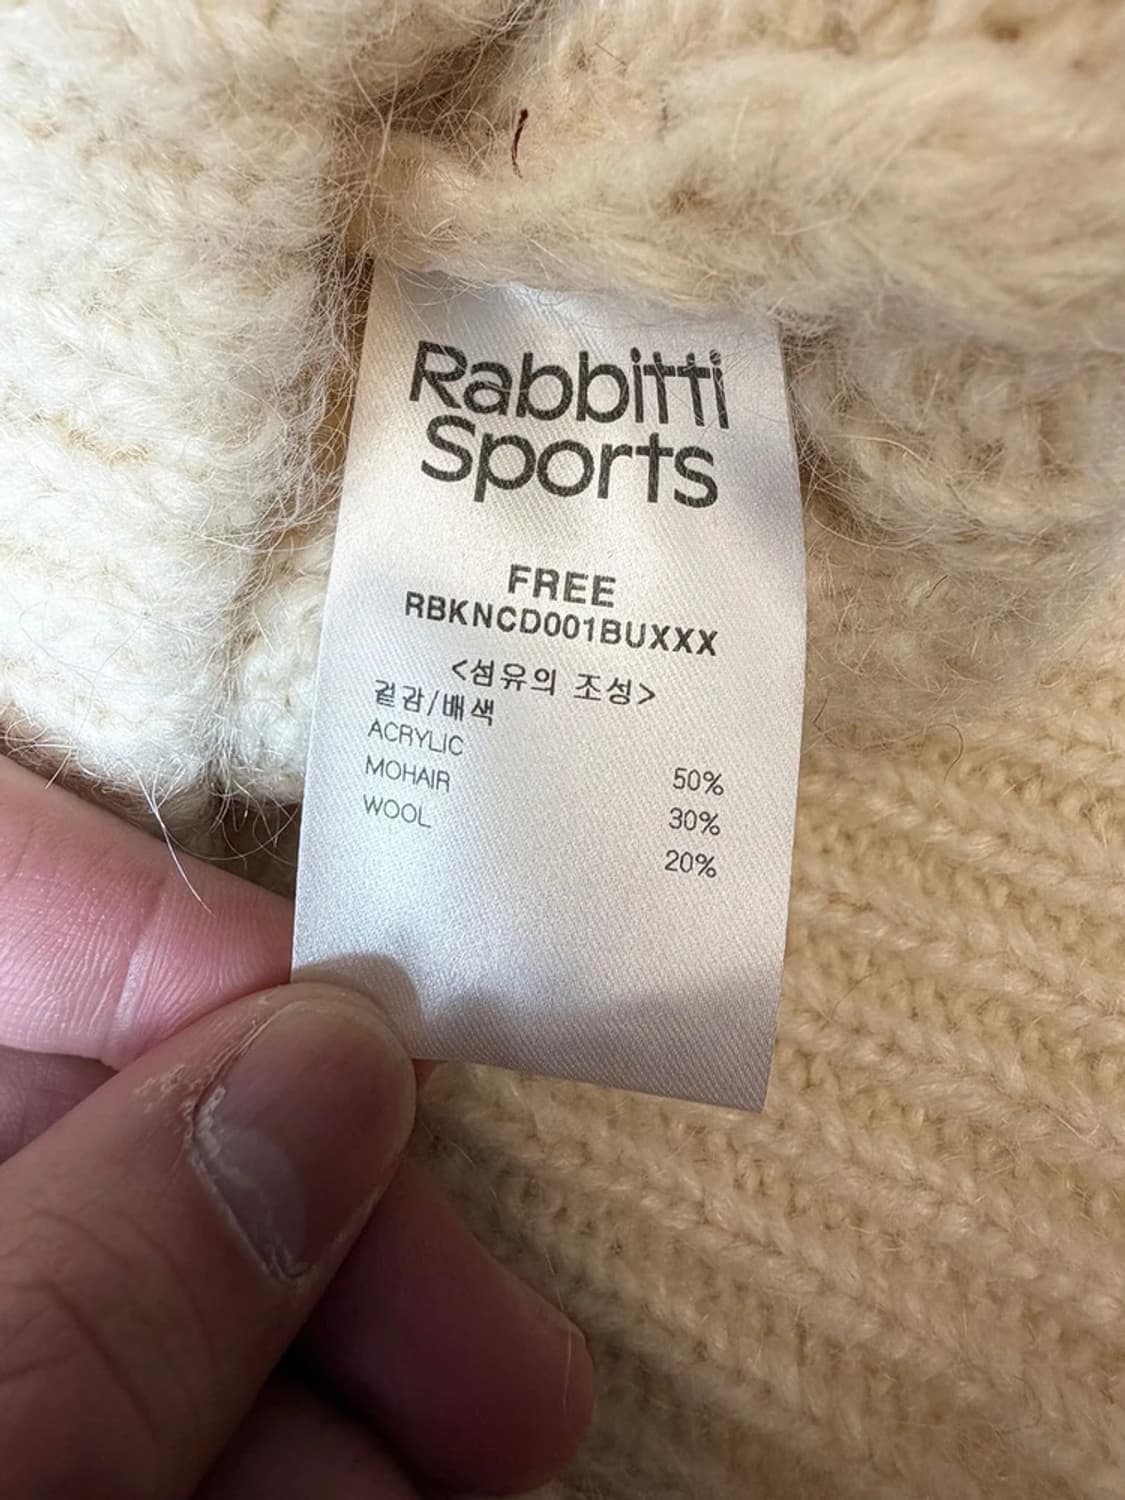 Rabbitti
Sports
FREE
RBKNCD001BUXXX
<섬유의 조성>
겉감/배색
ACRYLIC 50%
MOHAIR 30%
WOOL 20%